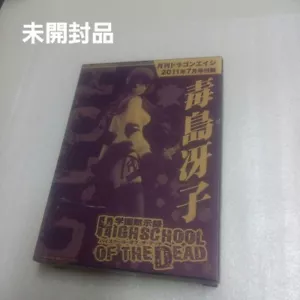 未開封品
月刊ドラゴンエイジ
2011年7月号付録
毒島冴子
学園黙示録
HIGHSCHOOL
OF THE DEAD